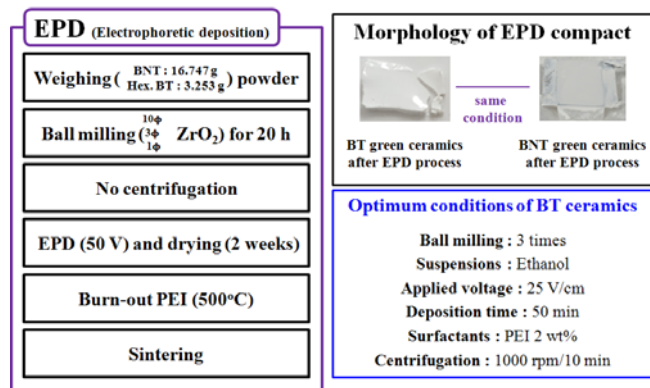 EPD (Electrophoretic deposition)
Weighing ( BNT : 16.747 g
Hex. BT : 3.253 g ) powder
Ball milling ( 10ϕ
3ϕ
1ϕ ZrO₂) for 20 h
No centrifugation
EPD (50 V) and drying (2 weeks)
Burn-out PEI (500°C)
Sintering
Morphology of EPD compact
same
condition
BT green ceramics
after EPD process
BNT green ceramics
after EPD process
Optimum conditions of BT ceramics
Ball milling : 3 times
Suspensions : Ethanol
Applied voltage : 25 V/cm
Deposition time : 50 min
Surfactants : PEI 2 wt%
Centrifugation : 1000 rpm/10 min